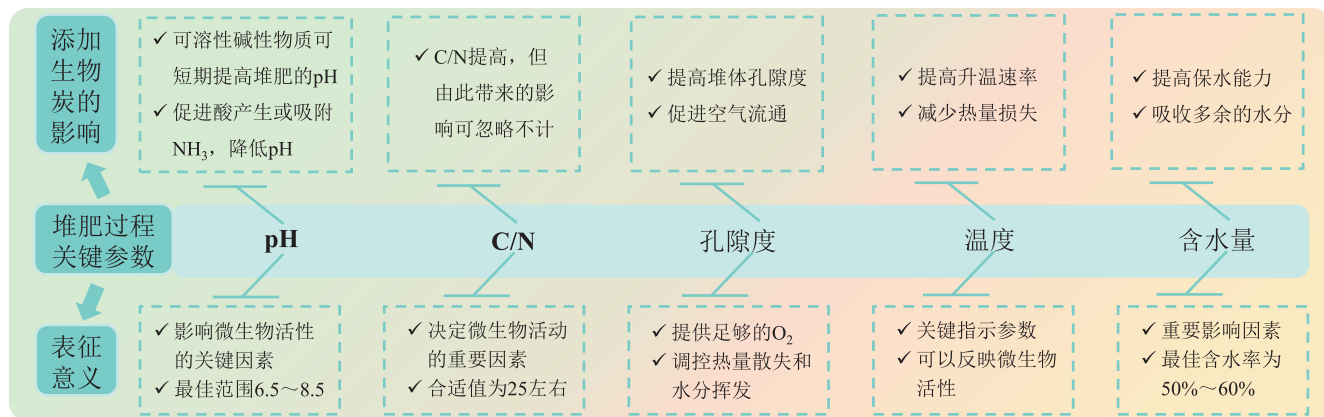 添加
生物
炭的
影响
✓ 可溶性碱性物质可
短期提高堆肥的pH
✓ 促进酸产生或吸附
NH₃，降低pH
✓ C/N提高，但
由此带来的影
响可忽略不计
✓ 提高堆体孔隙度
✓ 促进空气流通
✓ 提高升温速率
✓ 减少热量损失
✓ 提高保水能力
✓ 吸收多余的水分
堆肥过程
关键参数
pH
C/N
孔隙度
温度
含水量
表征
意义
✓ 影响微生物活性
的关键因素
✓ 最佳范围6.5～8.5
✓ 决定微生物活动
的重要因素
✓ 合适值为25左右
✓ 提供足够的O₂
✓ 调控热量散失和
水分挥发
✓ 关键指示参数
✓ 可以反映微生物
活性
✓ 重要影响因素
✓ 最佳含水率为
50%～60%